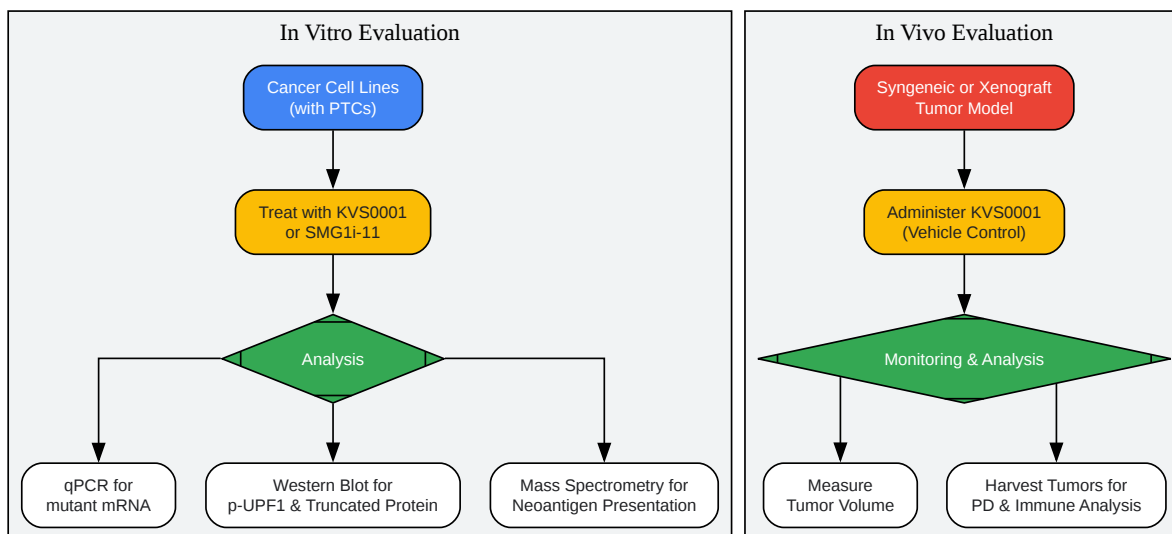 In Vitro Evaluation
Cancer Cell Lines
(with PTCs)
Treat with KVS0001
or SMG1i-11
Analysis
qPCR for
mutant mRNA
Western Blot for
p-UPF1 & Truncated Protein
Mass Spectrometry for
Neoantigen Presentation
In Vivo Evaluation
Syngeneic or Xenograft
Tumor Model
Administer KVS0001
(Vehicle Control)
Monitoring & Analysis
Measure
Tumor Volume
Harvest Tumors for
PD & Immune Analysis